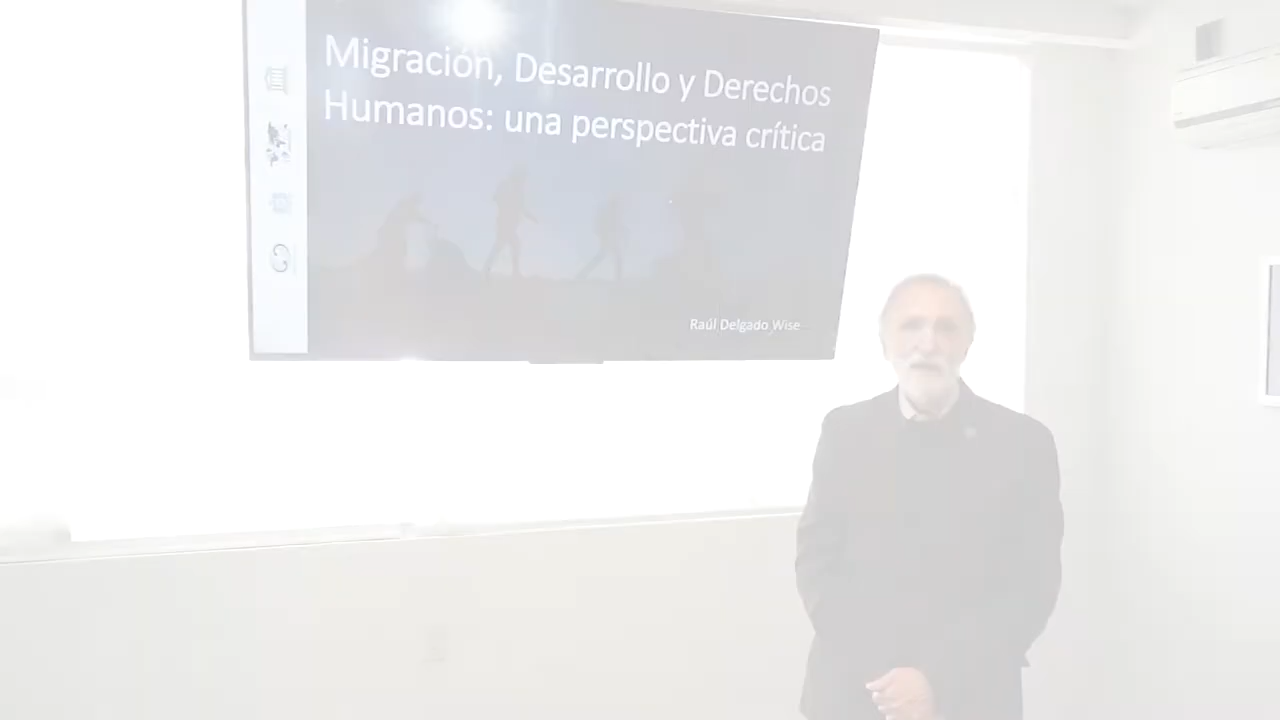 Migración, Desarrollo y Derechos
Humanos: una perspectiva crítica
Raúl Delgado Wise